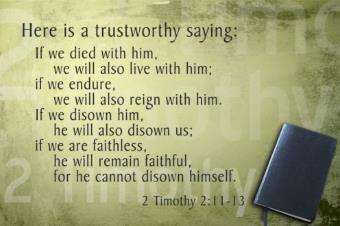 Here is a trustworthy saying:
If we died with him,
we will also live with him;
if we endure,
we will also reign with him.
If we disown him,
he will also disown us;
if we are faithless,
he will remain faithful,
for he cannot disown himself.
2 Timothy 2:11-13
2 Timothy